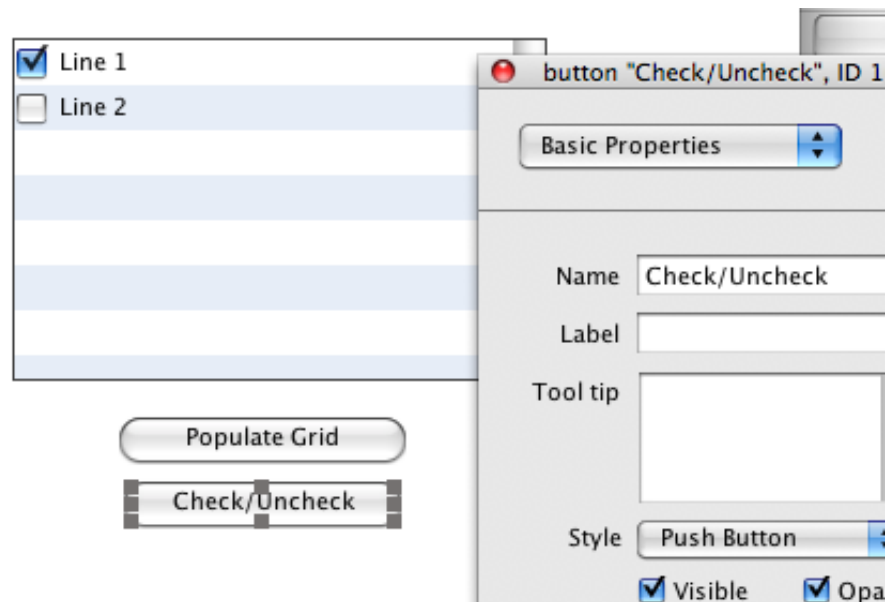 Line 1
Line 2
Populate Grid
Check/Uncheck
button "Check/Uncheck", ID 1
Basic Properties
Name Check/Uncheck
Label
Tool tip
Style Push Button
Visible Opa